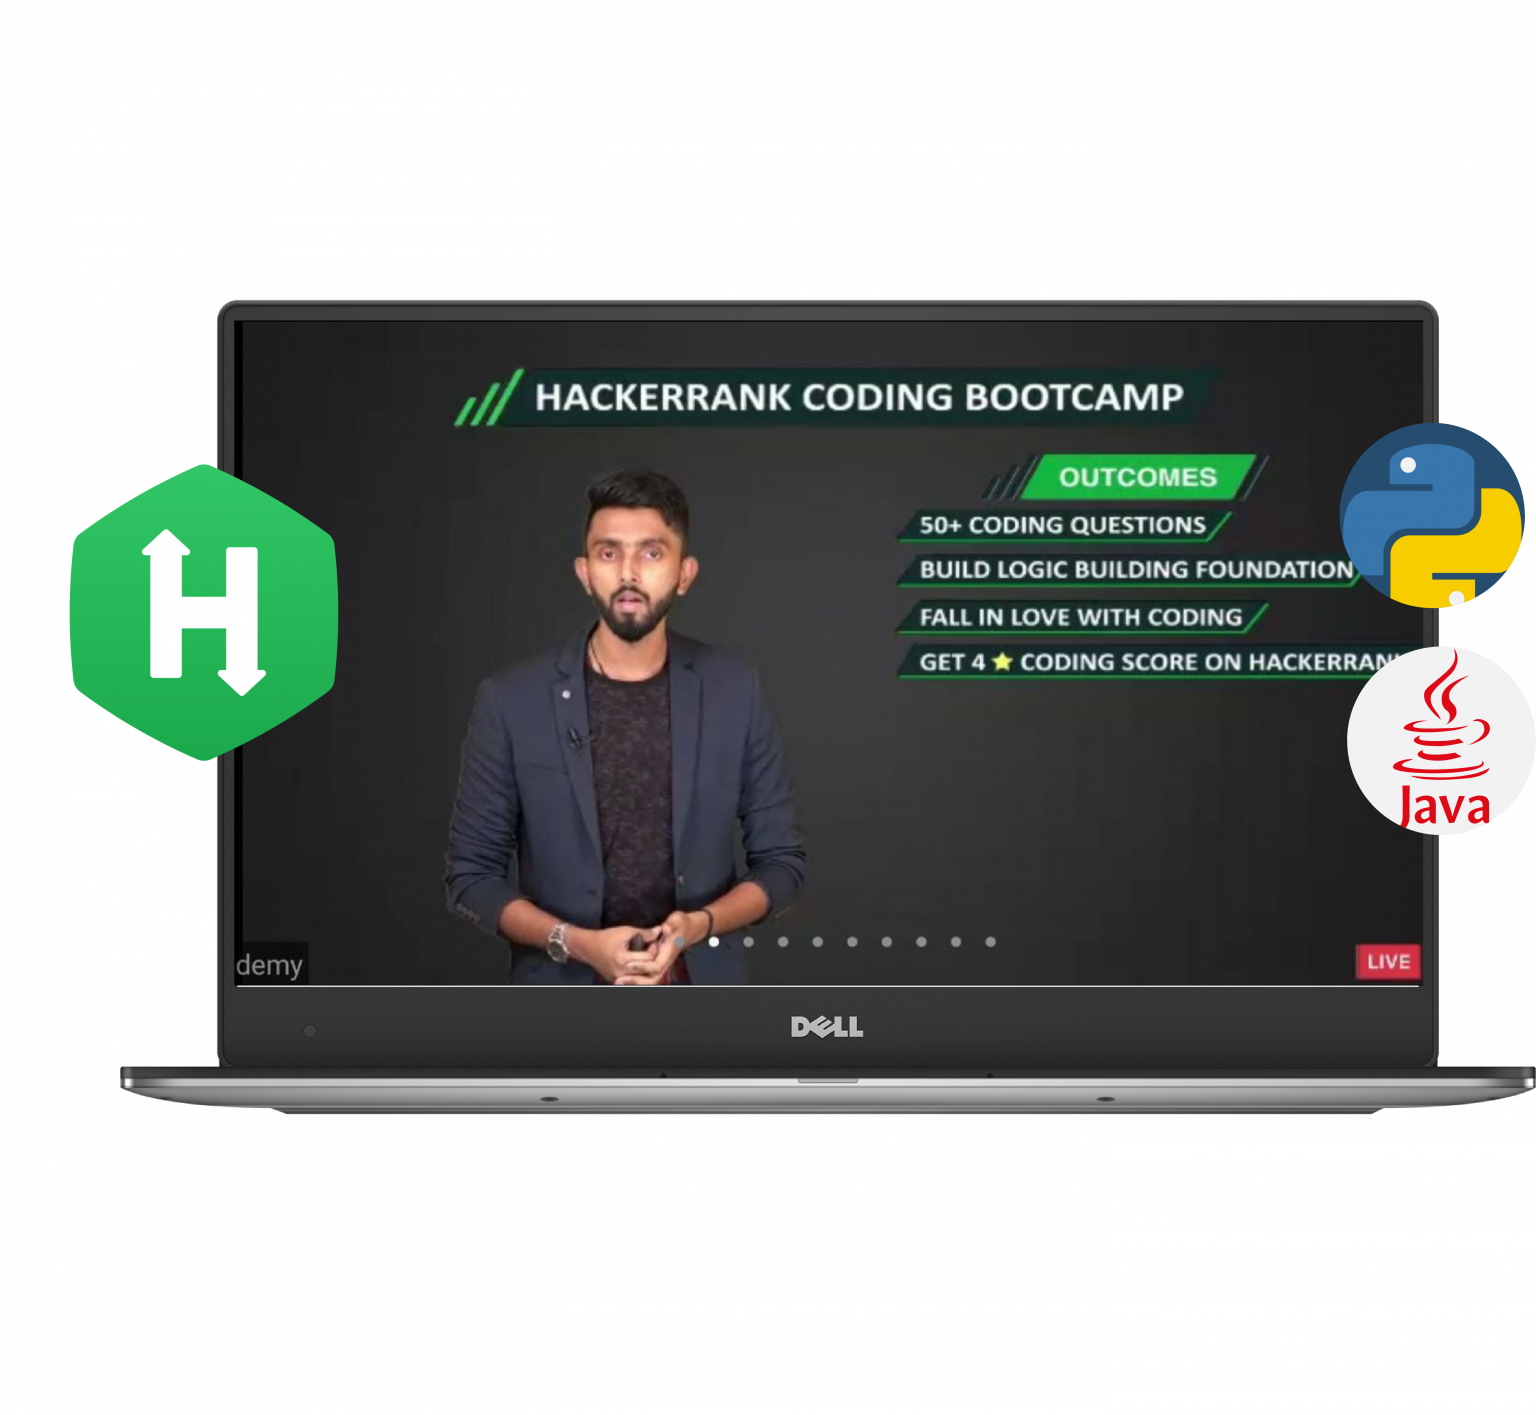 HACKERRANK CODING BOOTCAMP
OUTCOMES
50+ CODING QUESTIONS
BUILD LOGIC BUILDING FOUNDATION
FALL IN LOVE WITH CODING
GET 4 ⭐ CODING SCORE ON HACKERRAN
H
Java
demy
LIVE
DELL